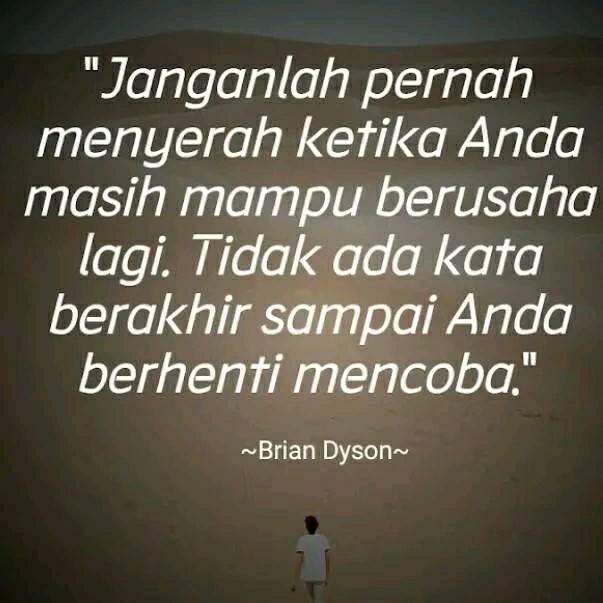 "Janganlah pernah
menyerah ketika Anda
masih mampu berusaha
lagi. Tidak ada kata
berakhir sampai Anda
berhenti mencoba."
~Brian Dyson~